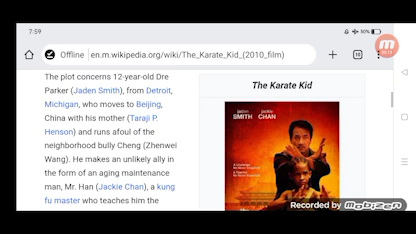 7:59
50%
Offline en.m.wikipedia.org/wiki/The_Karate_Kid_(2010_film)
The plot concerns 12-year-old Dre
Parker (Jaden Smith), from Detroit,
Michigan, who moves to Beijing,
China with his mother (Taraji P.
Henson) and runs afoul of the
neighborhood bully Cheng (Zhenwei
Wang). He makes an unlikely ally in
the form of an aging maintenance
man, Mr. Han (Jackie Chan), a kung
fu master who teaches him the
The Karate Kid
jaden jackie
SMITH CHAN
Recorded by mobizen